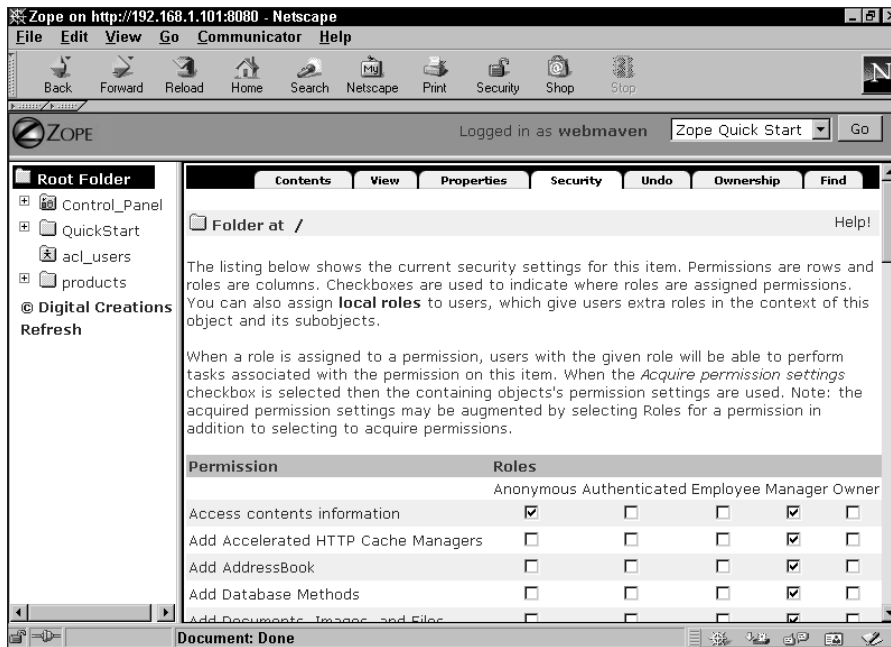 Zope on http://192.168.1.101:8080 - Netscape
File Edit View Go Communicator Help
My
N
Back Forward Reload Home Search Netscape Print Security Shop Stop
ZOPE
Logged in as webmaven
Zope Quick Start
Go
Root Folder
Control_Panel
QuickStart
acl_users
products
© Digital Creations
Refresh
Contents View Properties Security Undo Ownership Find
Folder at /
Help!
The listing below shows the current security settings for this item. Permissions are rows and
roles are columns. Checkboxes are used to indicate where roles are assigned permissions.
You can also assign local roles to users, which give users extra roles in the context of this
object and its subobjects.
When a role is assigned to a permission, users with the given role will be able to perform
tasks associated with the permission on this item. When the Acquire permission settings
checkbox is selected then the containing objects's permission settings are used. Note: the
acquired permission settings may be augmented by selecting Roles for a permission in
addition to selecting to acquire permissions.
Permission Roles
Anonymous Authenticated Employee Manager Owner
Access contents information
Add Accelerated HTTP Cache Managers
Add AddressBook
Add Database Methods
Add Documents, Images, and Files
Document: Done